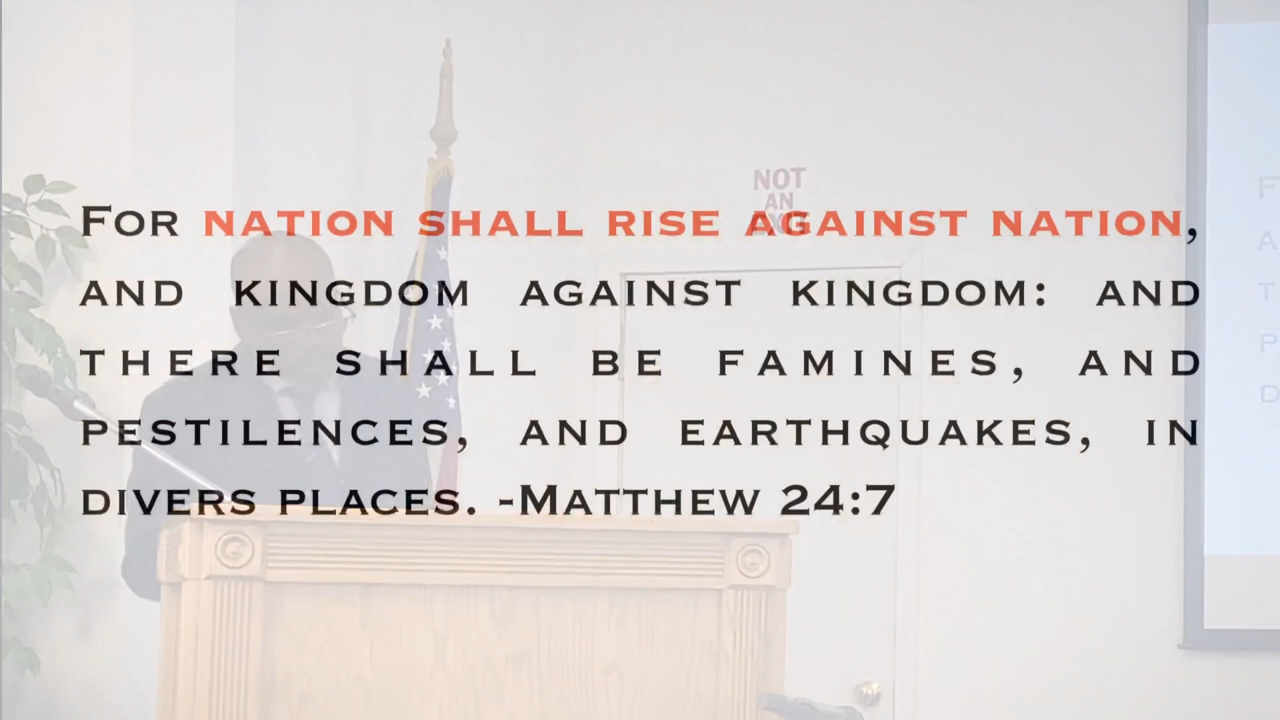 NOT
AN
EXIT
FOR NATION SHALL RISE AGAINST NATION,
AND KINGDOM AGAINST KINGDOM: AND
THERE SHALL BE FAMINES, AND
PESTILENCES, AND EARTHQUAKES, IN
DIVERS PLACES. -MATTHEW 24:7
F
A
T
P
D